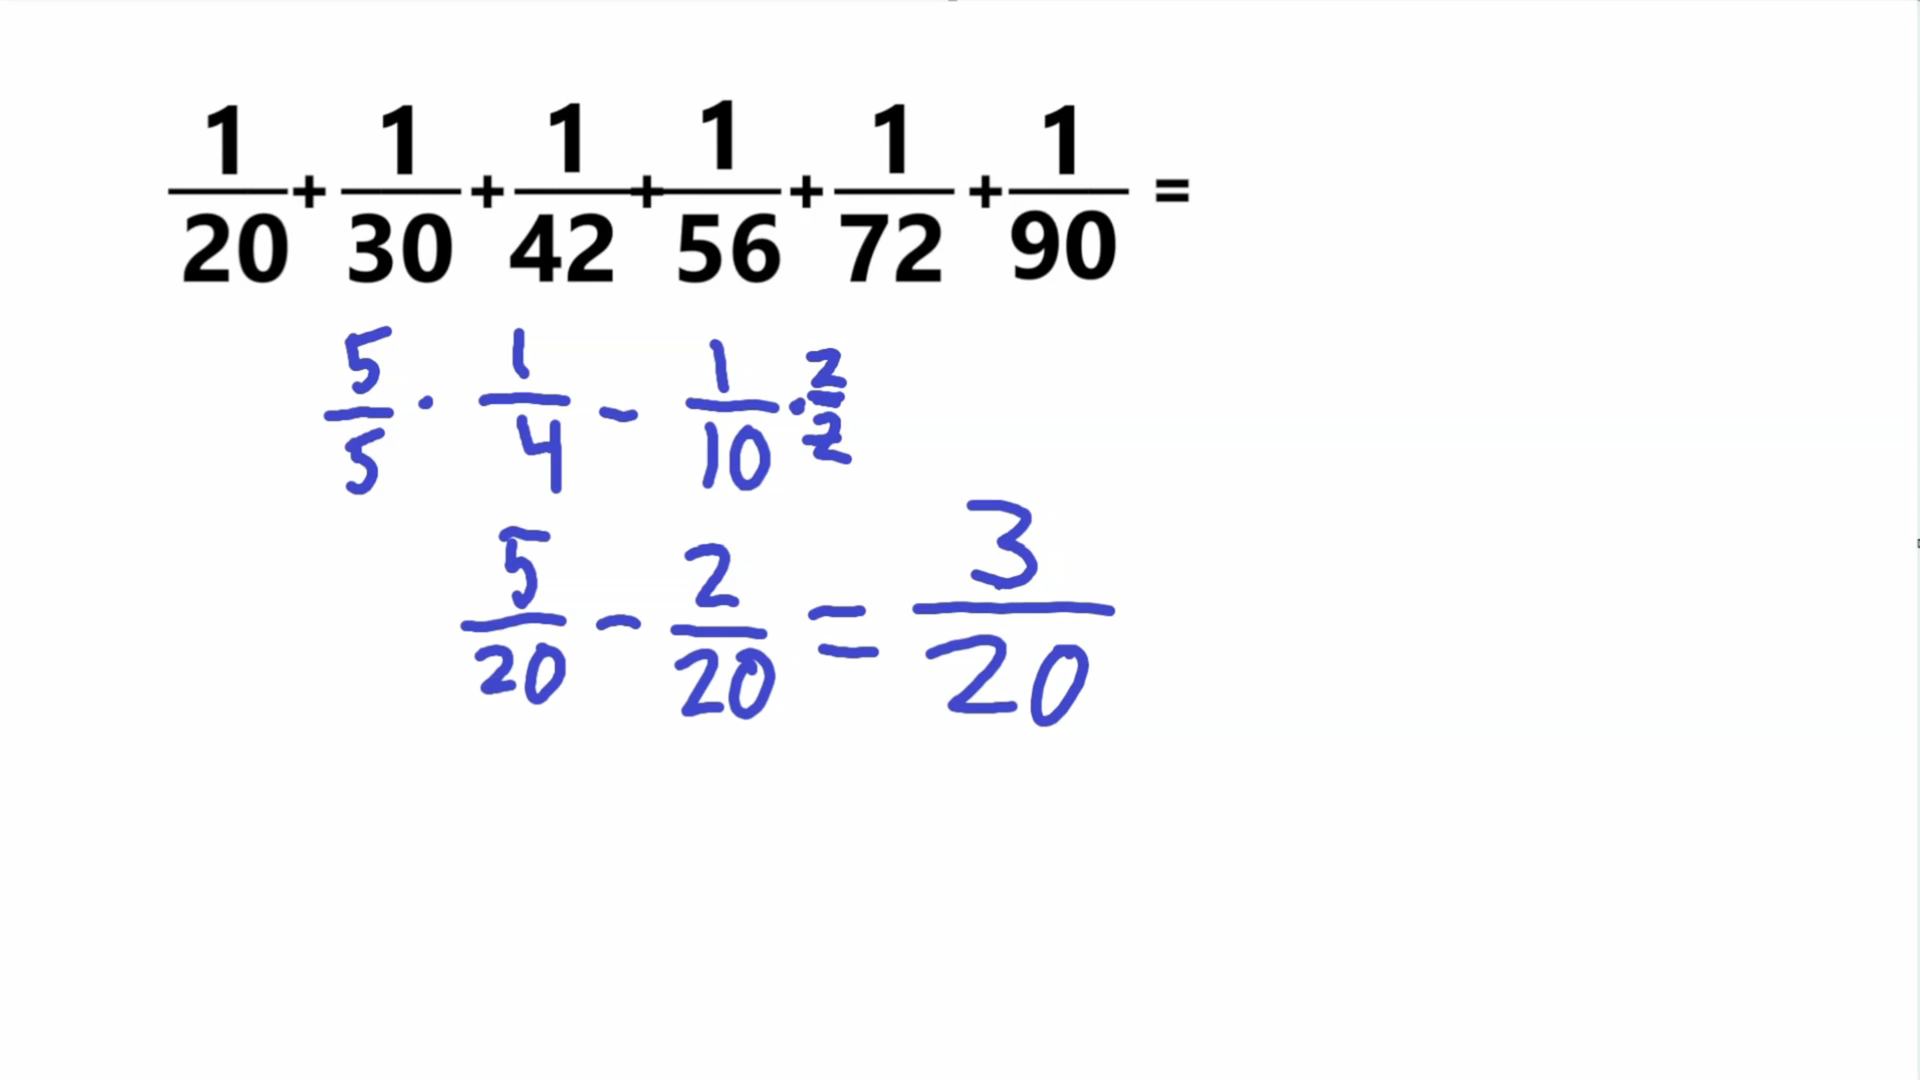 1/20 + 1/30 + 1/42 + 1/56 + 1/72 + 1/90 =
5/5 · 1/4 - 1/10 · 2/2
5/20 - 2/20 = 3/20